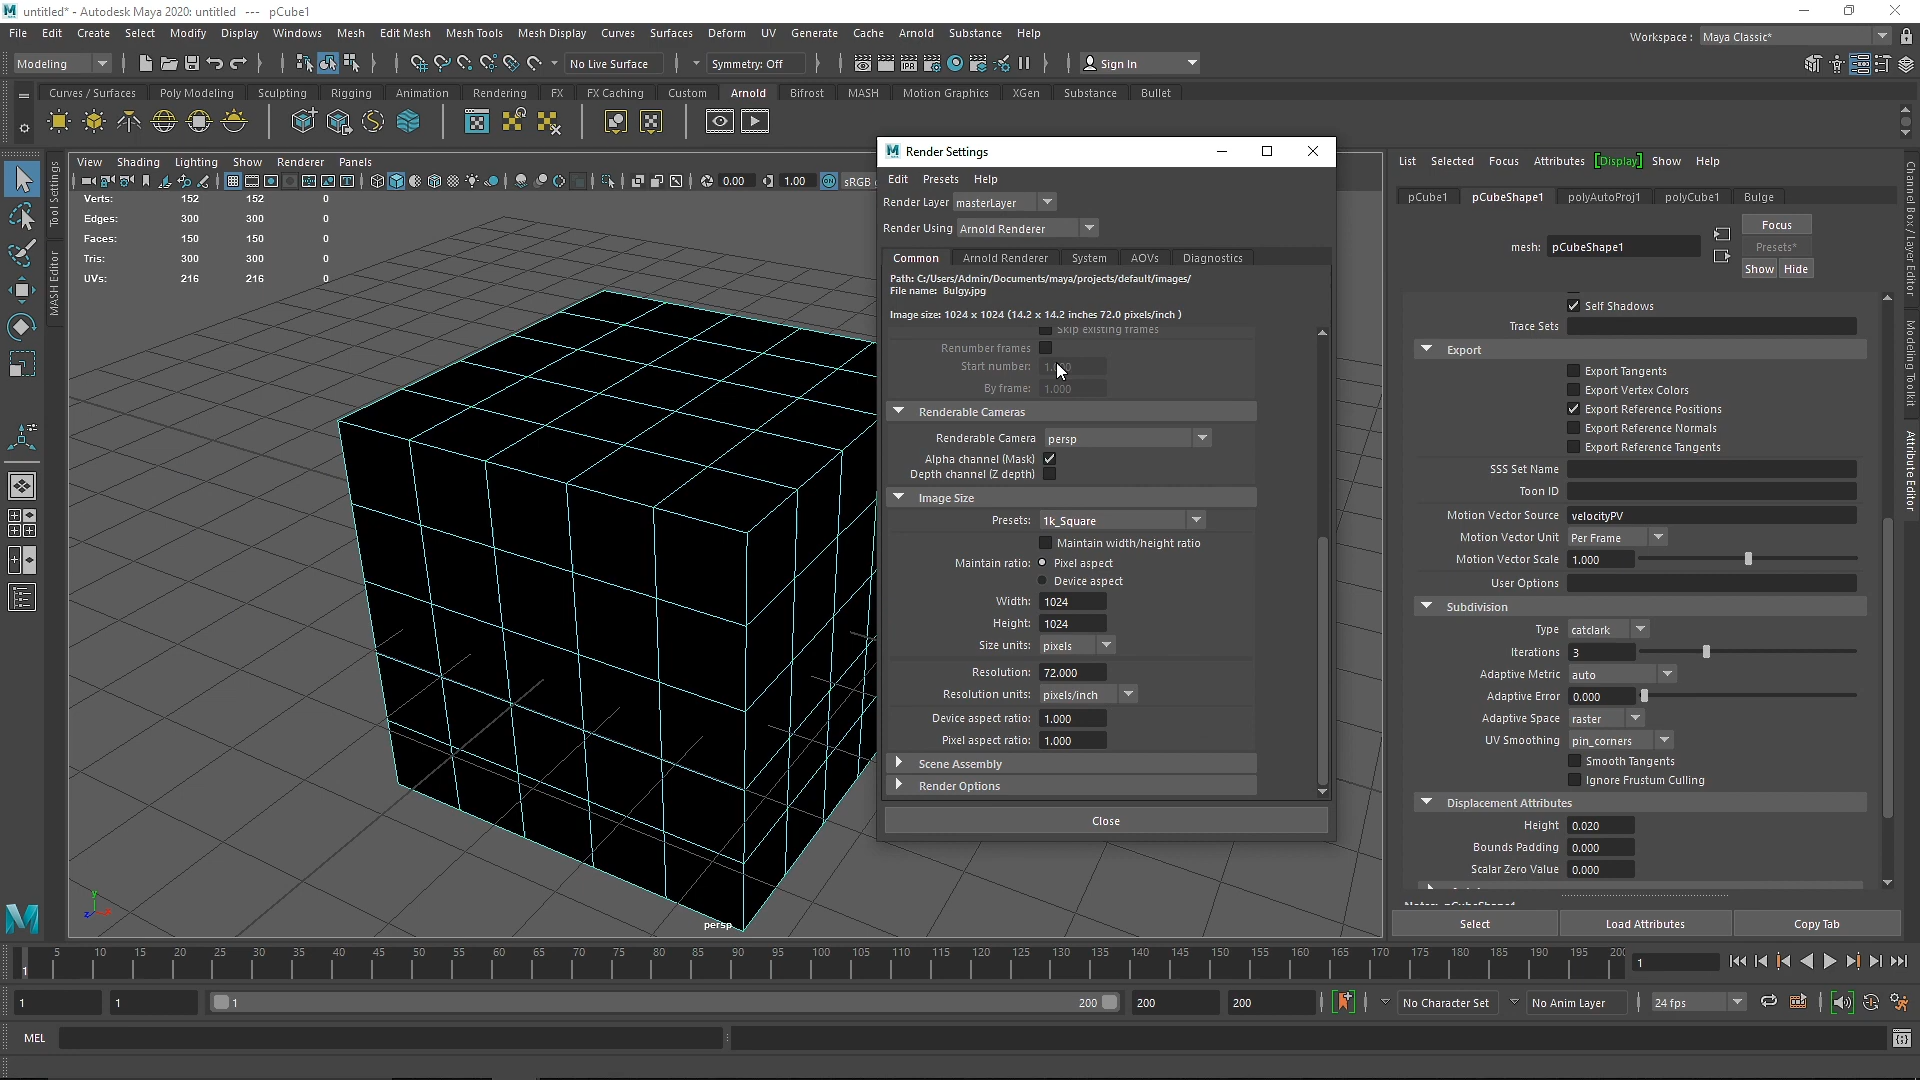 untitled* - Autodesk Maya 2020: untitled --- pCube1
File Edit Create Select Modify Display Windows Mesh Edit Mesh Mesh Tools Mesh Display Curves Surfaces Deform UV Generate Cache Arnold Substance Help
Workspace : Maya Classic*
Modeling
No Live Surface
Symmetry: Off
Sign In
Curves / Surfaces Poly Modeling Sculpting Rigging Animation Rendering FX FX Caching Custom Arnold Bifrost MASH Motion Graphics XGen Substance Bullet
Tool Settings
MASH Editor
View Shading Lighting Show Renderer Panels
0.00 1.00 sRGB
Verts: 152 152 0
Edges: 300 300 0
Faces: 150 150 0
Tris: 300 300 0
UVs: 216 216 0
persp
Render Settings
Edit Presets Help
Render Layer masterLayer
Render Using Arnold Renderer
Common Arnold Renderer System AOVs Diagnostics
Path: C:/Users/Admin/Documents/maya/projects/default/images/
File name: Bulgy.jpg
Image size: 1024 x 1024 (14.2 x 14.2 inches 72.0 pixels/inch )
Skip existing frames
Renumber frames
Start number:
By frame: 1.000
Renderable Cameras
Renderable Camera persp
Alpha channel (Mask)
Depth channel (Z depth)
Image Size
Presets: 1k_Square
Maintain width/height ratio
Maintain ratio: Pixel aspect
Device aspect
Width: 1024
Height: 1024
Size units: pixels
Resolution: 72.000
Resolution units: pixels/inch
Device aspect ratio: 1.000
Pixel aspect ratio: 1.000
Scene Assembly
Render Options
Close
List Selected Focus Attributes [Display] Show Help
pCube1 pCubeShape1 polyAutoProj1 polyCube1 Bulge
mesh: pCubeShape1
Focus
Presets*
Show Hide
Self Shadows
Trace Sets
Export
Export Tangents
Export Vertex Colors
Export Reference Positions
Export Reference Normals
Export Reference Tangents
SSS Set Name
Toon ID
Motion Vector Source velocityPV
Motion Vector Unit Per Frame
Motion Vector Scale 1.000
User Options
Subdivision
Type catclark
Iterations 3
Adaptive Metric auto
Adaptive Error 0.000
Adaptive Space raster
UV Smoothing pin_corners
Smooth Tangents
Ignore Frustum Culling
Displacement Attributes
Height 0.020
Bounds Padding 0.000
Scalar Zero Value 0.000
Select Load Attributes Copy Tab
Channel Box / Layer Editor
Modeling Toolkit
Attribute Editor
1 5 10 15 20 25 30 35 40 45 50 55 60 65 70 75 80 85 90 95 100 105 110 115 120 125 130 135 140 145 150 155 160 165 170 175 180 185 190 195
1
1 1 1 200 200 200 No Character Set No Anim Layer 24 fps
MEL